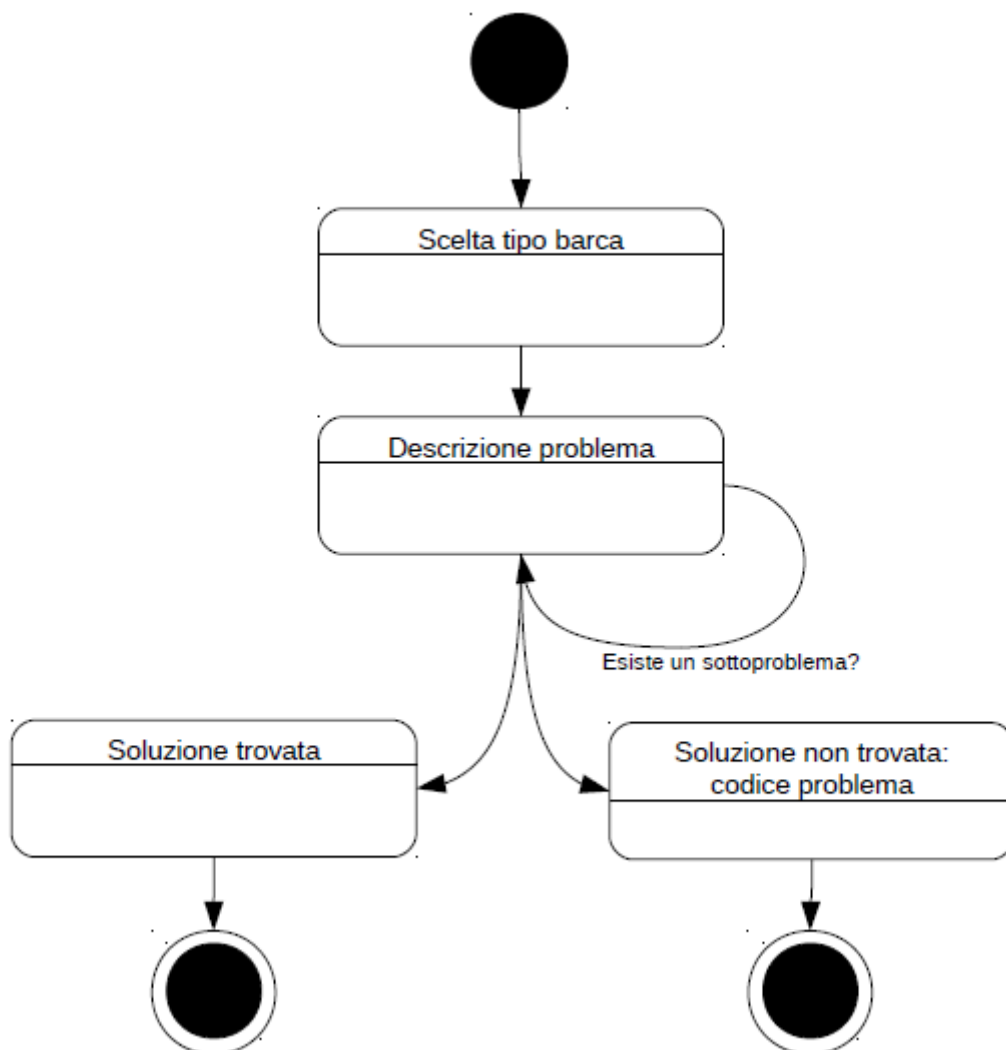 Scelta tipo barca
Descrizione problema
Esiste un sottoproblema?
Soluzione trovata
Soluzione non trovata:
codice problema